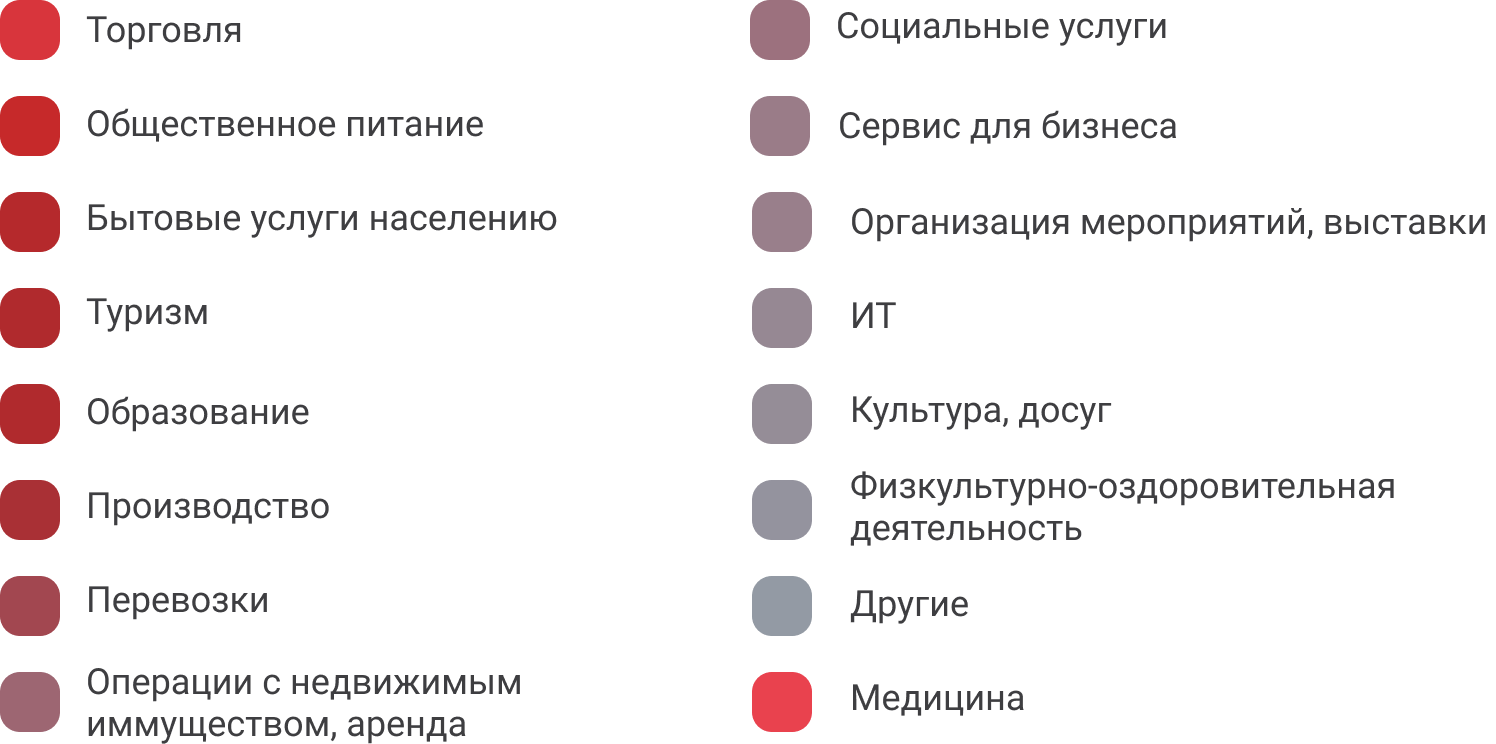 Торговля
Общественное питание
Бытовые услуги населению
Туризм
Образование
Производство
Перевозки
Операции с недвижимым
иммуществом, аренда
Социальные услуги
Сервис для бизнеса
Организация мероприятий, выставки
ИТ
Культура, досуг
Физкультурно-оздоровительная
деятельность
Другие
Медицина